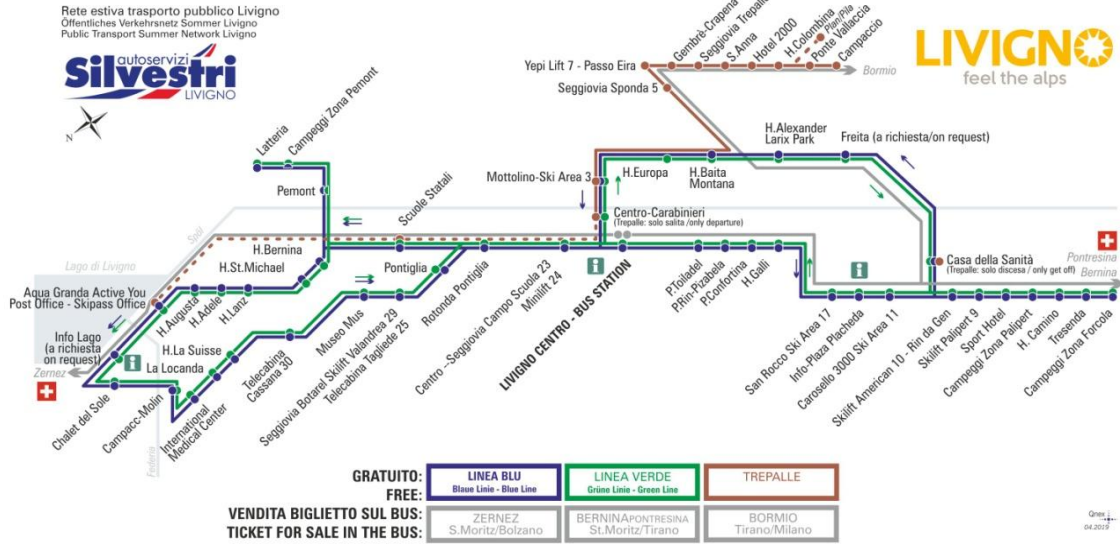 Rete estiva trasporto pubblico Livigno
Öffentliches Verkehrsnetz Sommer Livigno
Public Transport Summer Network Livigno
autoservizi
Silvestri
LIVIGNO
N
LIVIGNO
feel the alps
Gembrè-Crapena
Seggiovia Trepalle
S.Anna
Hotel 2000
H.Colombina
Plan/Pila
Ponte Vallaccia
Campaccio
Yepi Lift 7 - Passo Eira
Bormio
Seggiovia Sponda 5
Latteria
Campeggi Zona Pemont
Pemont
Scuole Statali
Mottolino-Ski Area 3
H.Europa
H.Baita
Montana
H.Alexander
Larix Park
Freita (a richiesta/on request)
Centro-Carabinieri
(Trepalle: solo salita /only departure)
Spöl
Lago di Livigno
H.Bernina
H.St.Michael
Pontiglia
Casa della Sanità
(Trepalle: solo discesa / only get off)
Pontresina
Bernina
Aqua Granda Active You
Post Office - Skipass Office
H.Augusta
H.Adele
H.Lanz
Info Lago
(a richiesta
on request)
Zernez
H.La Suisse
La Locanda
Chalet del Sole
Campacc-Molin
Federia
International
Medical Center
Telecabina
Cassana 30
Museo Mus
Seggiovia Botarel Skilift Valandrea 29
Telecabina Tagliede 25
Rotonda Pontiglia
Centro –Seggiovia Campo Scuola 23
Minilift 24
i
LIVIGNO CENTRO - BUS STATION
P.Toiladel
P.Rin-Pizabela
P.Confortina
H.Galli
San Rocco Ski Area 17
i
Info-Plaza Placheda
Carosello 3000 Ski Area 11
Skilift American 10 - Rin da Gen
Skilift Palipert 9
Sport Hotel
Campeggi Zona Palipert
H. Camino
Tresenda
Campeggi Zona Forcola
i
GRATUITO:
FREE:
LINEA BLU
Blaue Linie - Blue Line
LINEA VERDE
Grüne Linie - Green Line
TREPALLE
VENDITA BIGLIETTO SUL BUS:
TICKET FOR SALE IN THE BUS:
ZERNEZ
S.Moritz/Bolzano
BERNINAPONTRESINA
St.Moritz/Tirano
BORMIO
Tirano/Milano
Qnex
04.2019